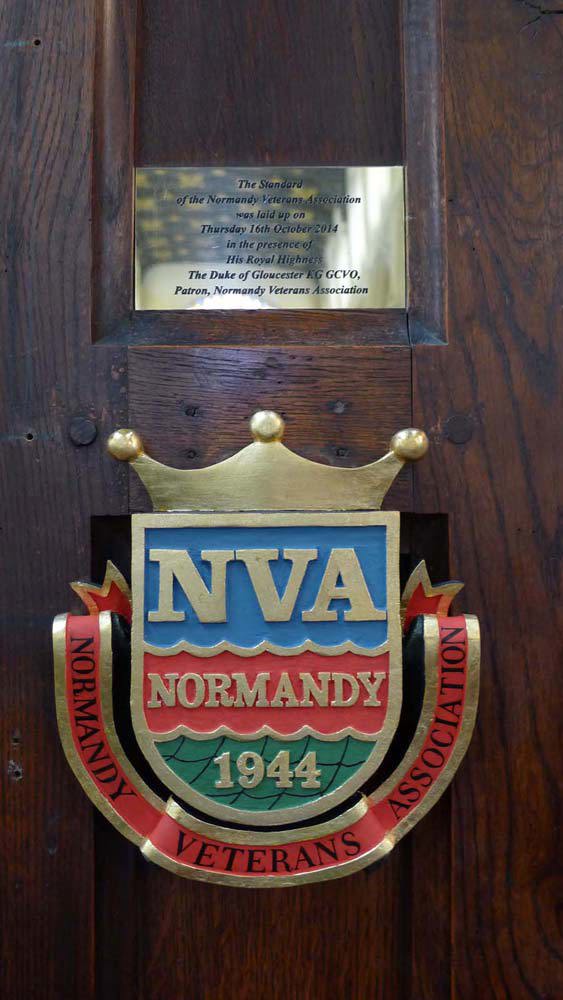 The Standard
of the Normandy Veterans Association
was laid up on
Thursday 16th October 2014
in the presence of
His Royal Highness
The Duke of Gloucester KG GCVO,
Patron, Normandy Veterans Association
NVA
NORMANDY
1944
NORMANDY VETERANS ASSOCIATION